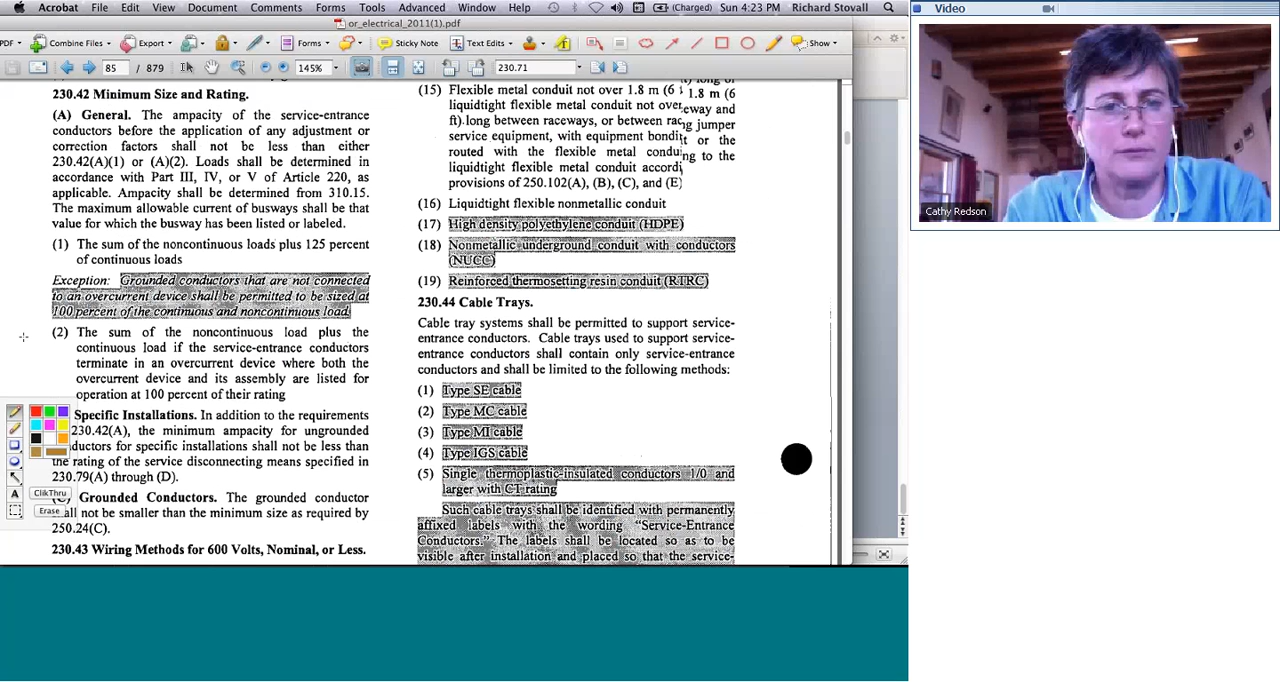 Acrobat File Edit View Document Comments Forms Tools Advanced Window Help (Charged) Sun 4:23 PM Richard Stovall
or_electrical_2011(1).pdf
PDF Combine Files Export Forms Sticky Note Text Edits Show
85 / 879 145% 230.71
230.42 Minimum Size and Rating.
(A) General. The ampacity of the service-entrance
conductors before the application of any adjustment or
correction factors shall not be less than either
230.42(A)(1) or (A)(2). Loads shall be determined in
accordance with Part III, IV, or V of Article 220, as
applicable. Ampacity shall be determined from 310.15.
The maximum allowable current of busways shall be that
value for which the busway has been listed or labeled.
(1) The sum of the noncontinuous loads plus 125 percent
of continuous loads
Exception: Grounded conductors that are not connected
to an overcurrent device shall be permitted to be sized at
100 percent of the continuous and noncontinuous load.
(2) The sum of the noncontinuous load plus the
continuous load if the service-entrance conductors
terminate in an overcurrent device where both the
overcurrent device and its assembly are listed for
operation at 100 percent of their rating
Specific Installations. In addition to the requirements
230.42(A), the minimum ampacity for ungrounded
ductors for specific installations shall not be less than
the rating of the service disconnecting means specified in
230.79(A) through (D).
Grounded Conductors. The grounded conductor
all not be smaller than the minimum size as required by
250.24(C).
230.43 Wiring Methods for 600 Volts, Nominal, or Less.
A
ClikThru
Erase
(15) Flexible metal conduit not over 1.8 m (6
liquidtight flexible metal conduit not over 1.8 m (6
ft) long between raceways, or between raceway and
service equipment, with equipment bonding jumper
routed with the flexible metal conduit or the
liquidtight flexible metal conduit according to the
provisions of 250.102(A), (B), (C), and (E)
(16) Liquidtight flexible nonmetallic conduit
(17) High density polyethylene conduit (HDPE)
(18) Nonmetallic underground conduit with conductors
(NUCC)
(19) Reinforced thermosetting resin conduit (RTRC)
230.44 Cable Trays.
Cable tray systems shall be permitted to support service-
entrance conductors. Cable trays used to support service-
entrance conductors shall contain only service-entrance
conductors and shall be limited to the following methods:
(1) Type SE cable
(2) Type MC cable
(3) Type MI cable
(4) Type IGS cable
(5) Single thermoplastic-insulated conductors 1/0 and
larger with CT rating
Such cable trays shall be identified with permanently
affixed labels with the wording “Service-Entrance
Conductors.” The labels shall be located so as to be
visible after installation and placed so that the service-
Video
Cathy Redson